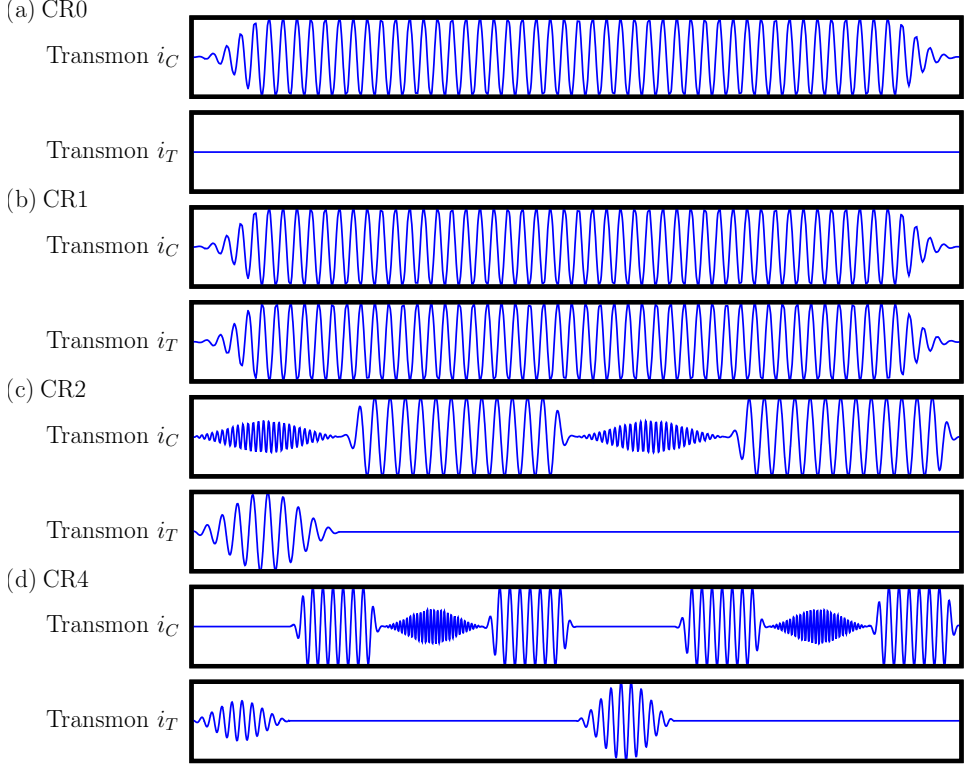 (a) CR0
Transmon i_C
Transmon i_T
(b) CR1
Transmon i_C
Transmon i_T
(c) CR2
Transmon i_C
Transmon i_T
(d) CR4
Transmon i_C
Transmon i_T